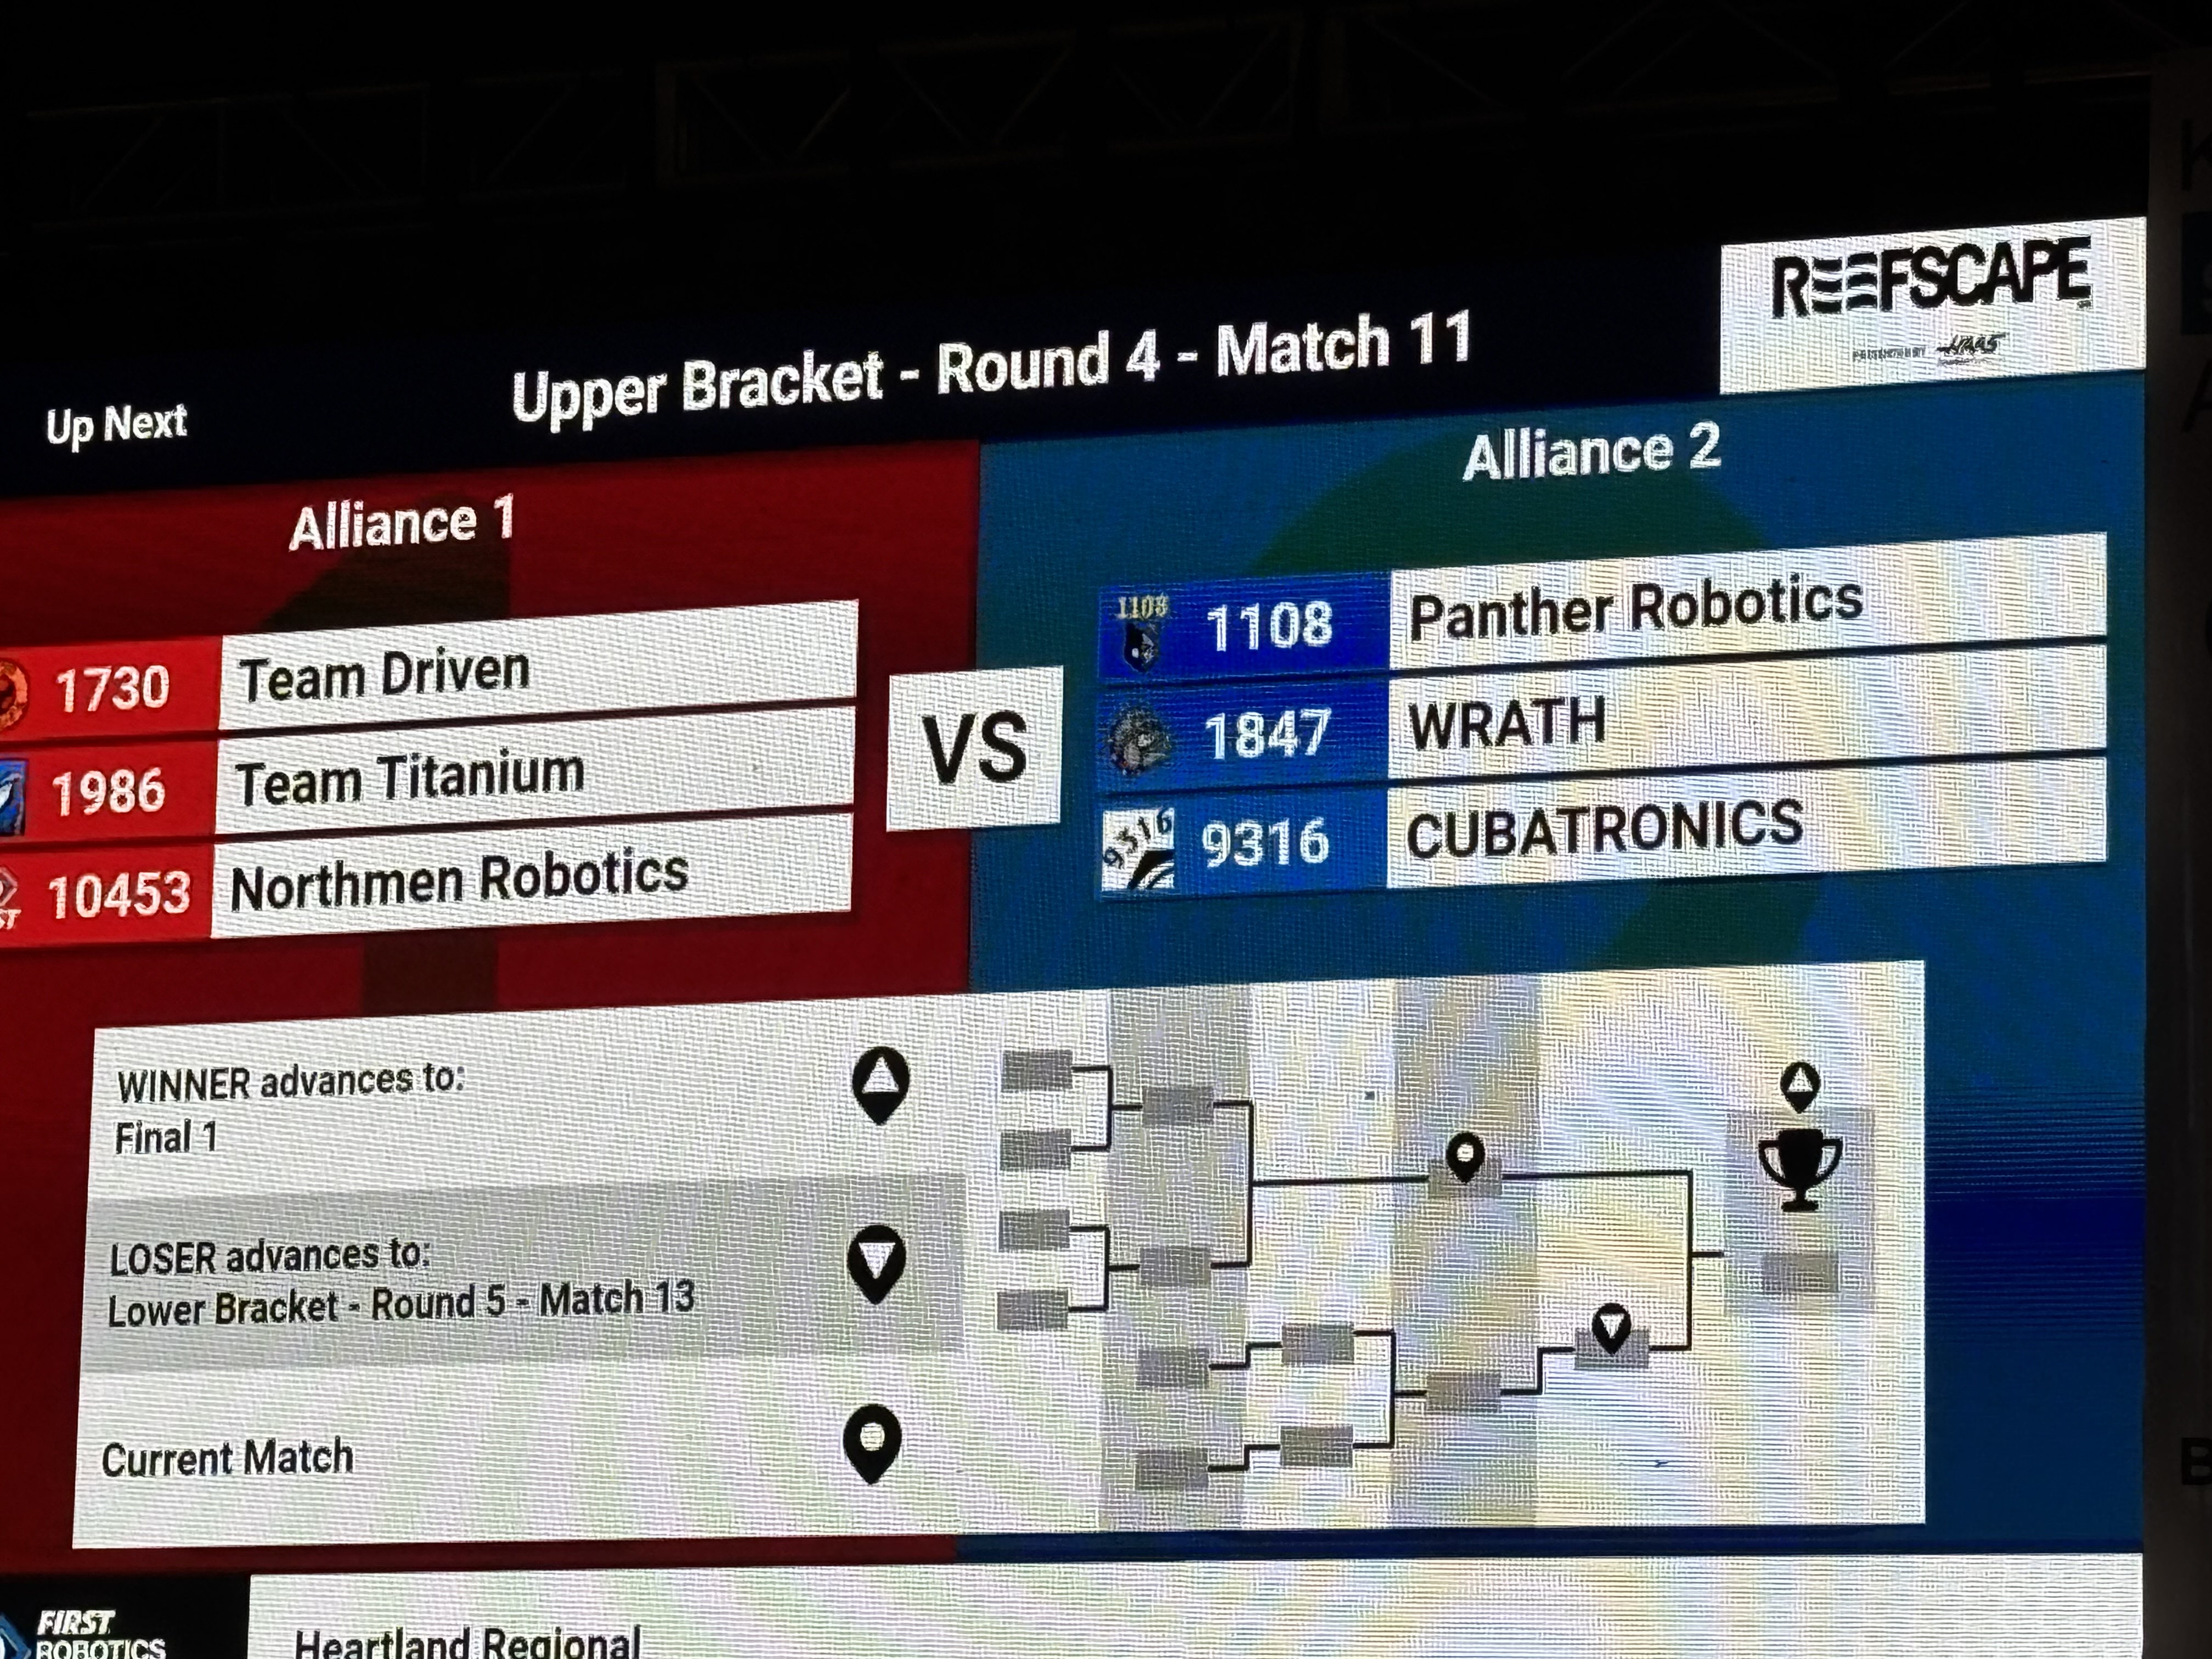 REEFSCAPE
PRESENTED BY HAAS
Upper Bracket - Round 4 - Match 11
Up Next
Alliance 1
Alliance 2
1730 Team Driven
1986 Team Titanium
10453 Northmen Robotics
VS
1108 1108 Panther Robotics
1847 WRATH
9316 9316 CUBATRONICS
WINNER advances to:
Final 1
LOSER advances to:
Lower Bracket - Round 5 - Match 13
Current Match
FIRST
ROBOTICS
Heartland Regional